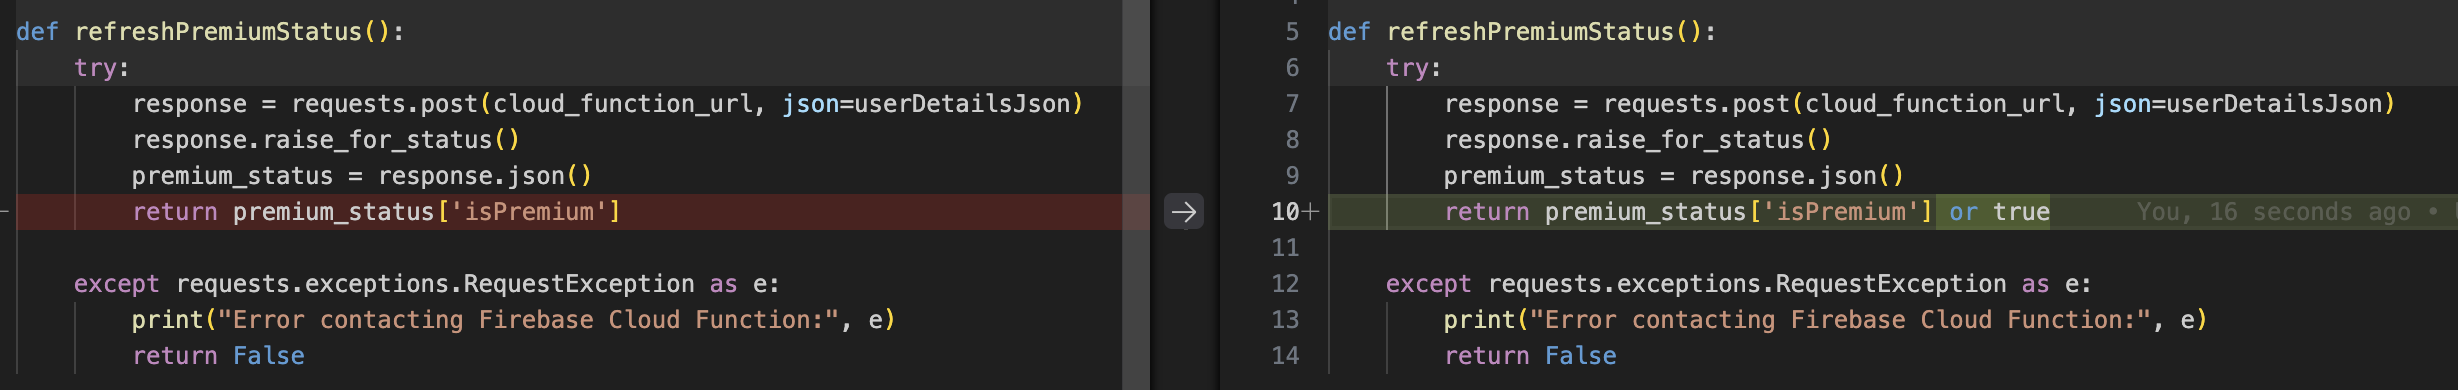 def refreshPremiumStatus():
    try:
        response = requests.post(cloud_function_url, json=userDetailsJson)
        response.raise_for_status()
        premium_status = response.json()
-       return premium_status['isPremium']

    except requests.exceptions.RequestException as e:
        print("Error contacting Firebase Cloud Function:", e)
        return False
5 def refreshPremiumStatus():
6     try:
7         response = requests.post(cloud_function_url, json=userDetailsJson)
8         response.raise_for_status()
9         premium_status = response.json()
10+         return premium_status['isPremium'] or true You, 16 seconds ago •
11
12     except requests.exceptions.RequestException as e:
13         print("Error contacting Firebase Cloud Function:", e)
14         return False